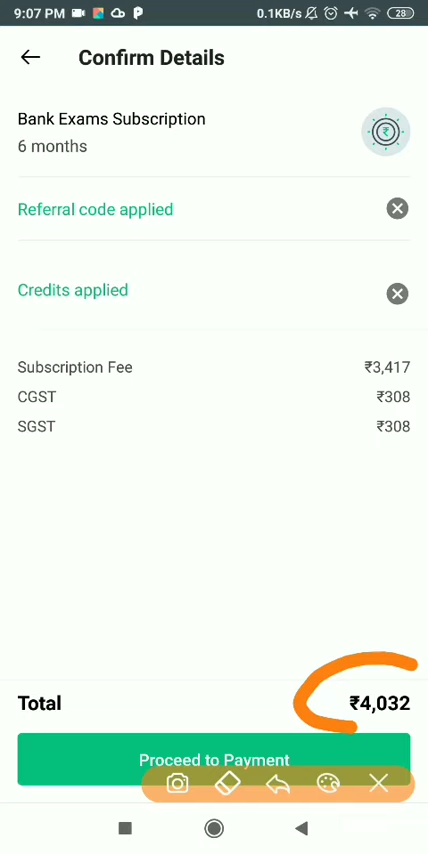 9:07 PM 0.1KB/s 28
Confirm Details
Bank Exams Subscription
6 months
Referral code applied
Credits applied
Subscription Fee ₹3,417
CGST ₹308
SGST ₹308
Total ₹4,032
Proceed to Payment